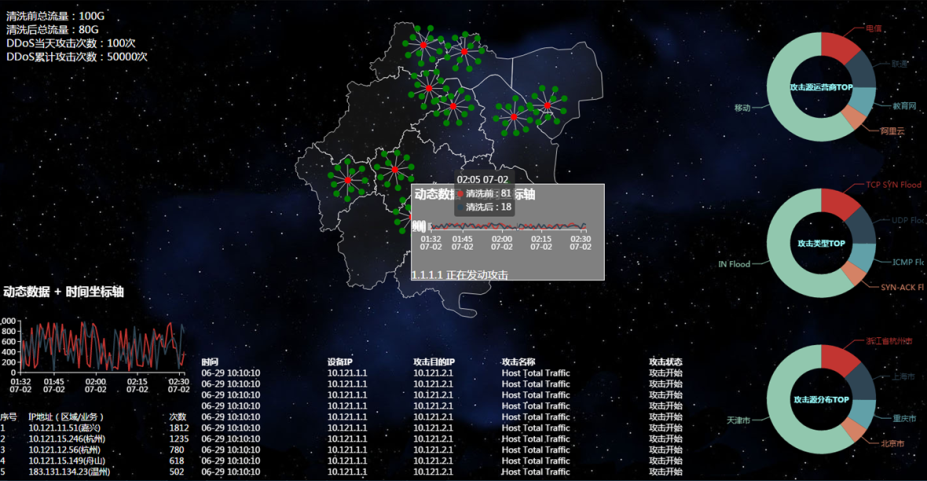 清洗前总流量：100G
清洗后总流量：80G
DDoS当天攻击次数：100次
DDoS累计攻击次数：50000次
电信
联通
教育网
阿里云
移动
攻击源运营商TOP
02:05 07-02
清洗前：81
清洗后：18
动态数据
标轴
01:32 01:45 02:00 02:15 02:30
07-02 07-02 07-02 07-02 07-02
1.1.1.1 正在发动攻击
TCP SYN Flood
UDP Floo
ICMP Flo
SYN-ACK Fl
IN Flood
攻击类型TOP
动态数据 + 时间坐标轴
,000
800
600
400
200
0
01:32 01:45 02:00 02:15 02:30
07-02 07-02 07-02 07-02 07-02
序号 IP地址（区域/业务） 次数
1 10.121.11.51(嘉兴) 1812
2 10.121.15.246(杭州) 1235
3 10.121.12.56(杭州) 780
4 10.121.15.149(舟山) 618
5 183.131.134.23(温州) 502
时间 设备IP 攻击目的IP 攻击名称 攻击状态
06-29 10:10:10 10.121.1.1 10.121.2.1 Host Total Traffic 攻击开始
06-29 10:10:10 10.121.1.1 10.121.2.1 Host Total Traffic 攻击开始
06-29 10:10:10 10.121.1.1 10.121.2.1 Host Total Traffic 攻击开始
06-29 10:10:10 10.121.1.1 10.121.2.1 Host Total Traffic 攻击开始
06-29 10:10:10 10.121.1.1 10.121.2.1 Host Total Traffic 攻击开始
06-29 10:10:10 10.121.1.1 10.121.2.1 Host Total Traffic 攻击开始
06-29 10:10:10 10.121.1.1 10.121.2.1 Host Total Traffic 攻击开始
06-29 10:10:10 10.121.1.1 10.121.2.1 Host Total Traffic 攻击开始
06-29 10:10:10 10.121.1.1 10.121.2.1 Host Total Traffic 攻击开始
06-29 10:10:10 10.121.1.1 10.121.2.1 Host Total Traffic 攻击开始
浙江省杭州市
上海市
重庆市
北京市
天津市
攻击源分布TOP